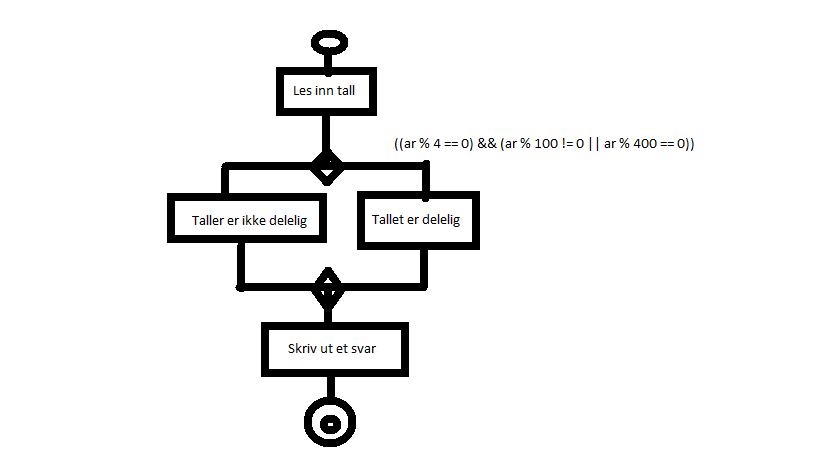 Les inn tall
((ar % 4 == 0) && (ar % 100 != 0 || ar % 400 == 0))
Taller er ikke delelig
Tallet er delelig
Skriv ut et svar